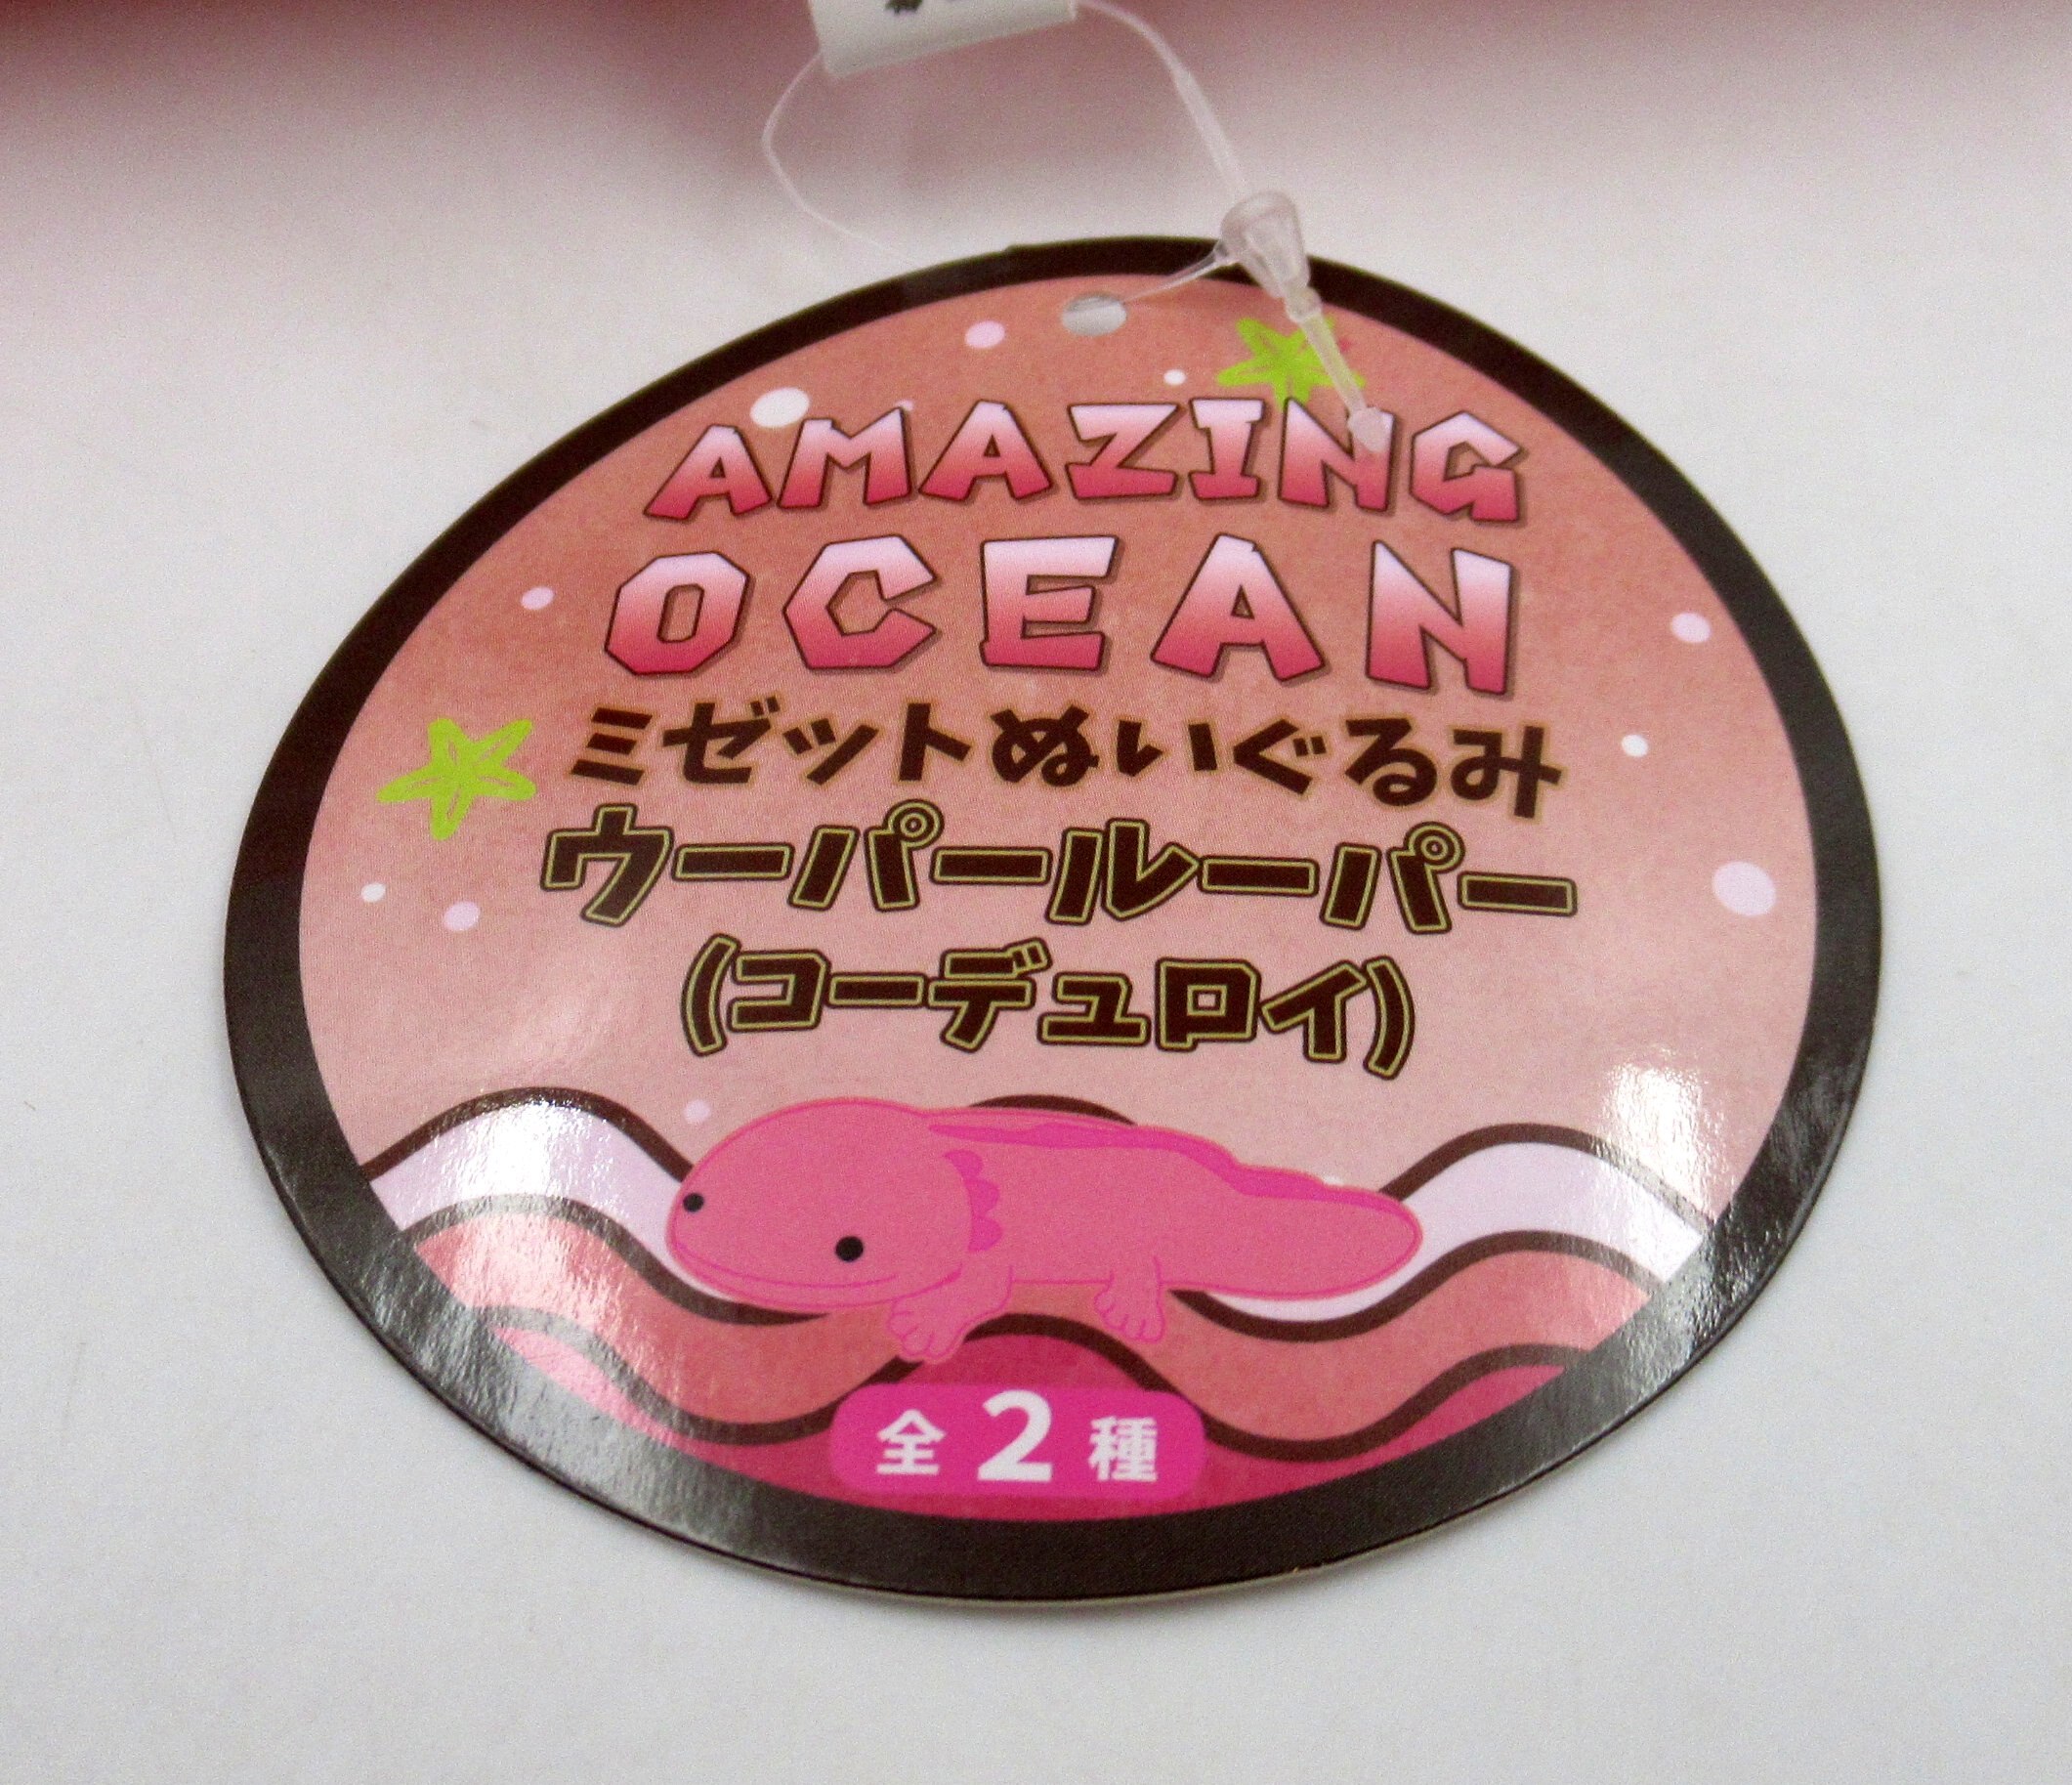 AMAZING
OCEAN
ミゼットぬいぐるみ
ウーパールーパー
(コーデュロイ)
全2種